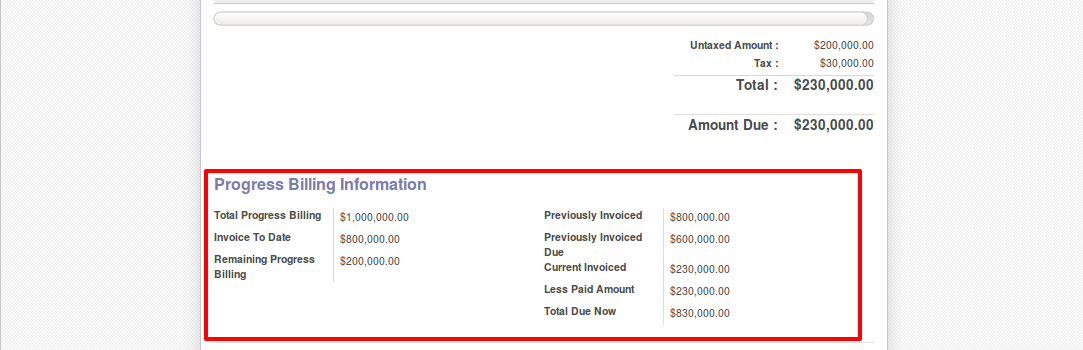 Untaxed Amount : $200,000.00
Tax : $30,000.00
Total : $230,000.00
Amount Due : $230,000.00
Progress Billing Information
Total Progress Billing $1,000,000.00
Invoice To Date $800,000.00
Remaining Progress $200,000.00
Billing
Previously Invoiced $800,000.00
Previously Invoiced $600,000.00
Due
Current Invoiced $230,000.00
Less Paid Amount $230,000.00
Total Due Now $830,000.00